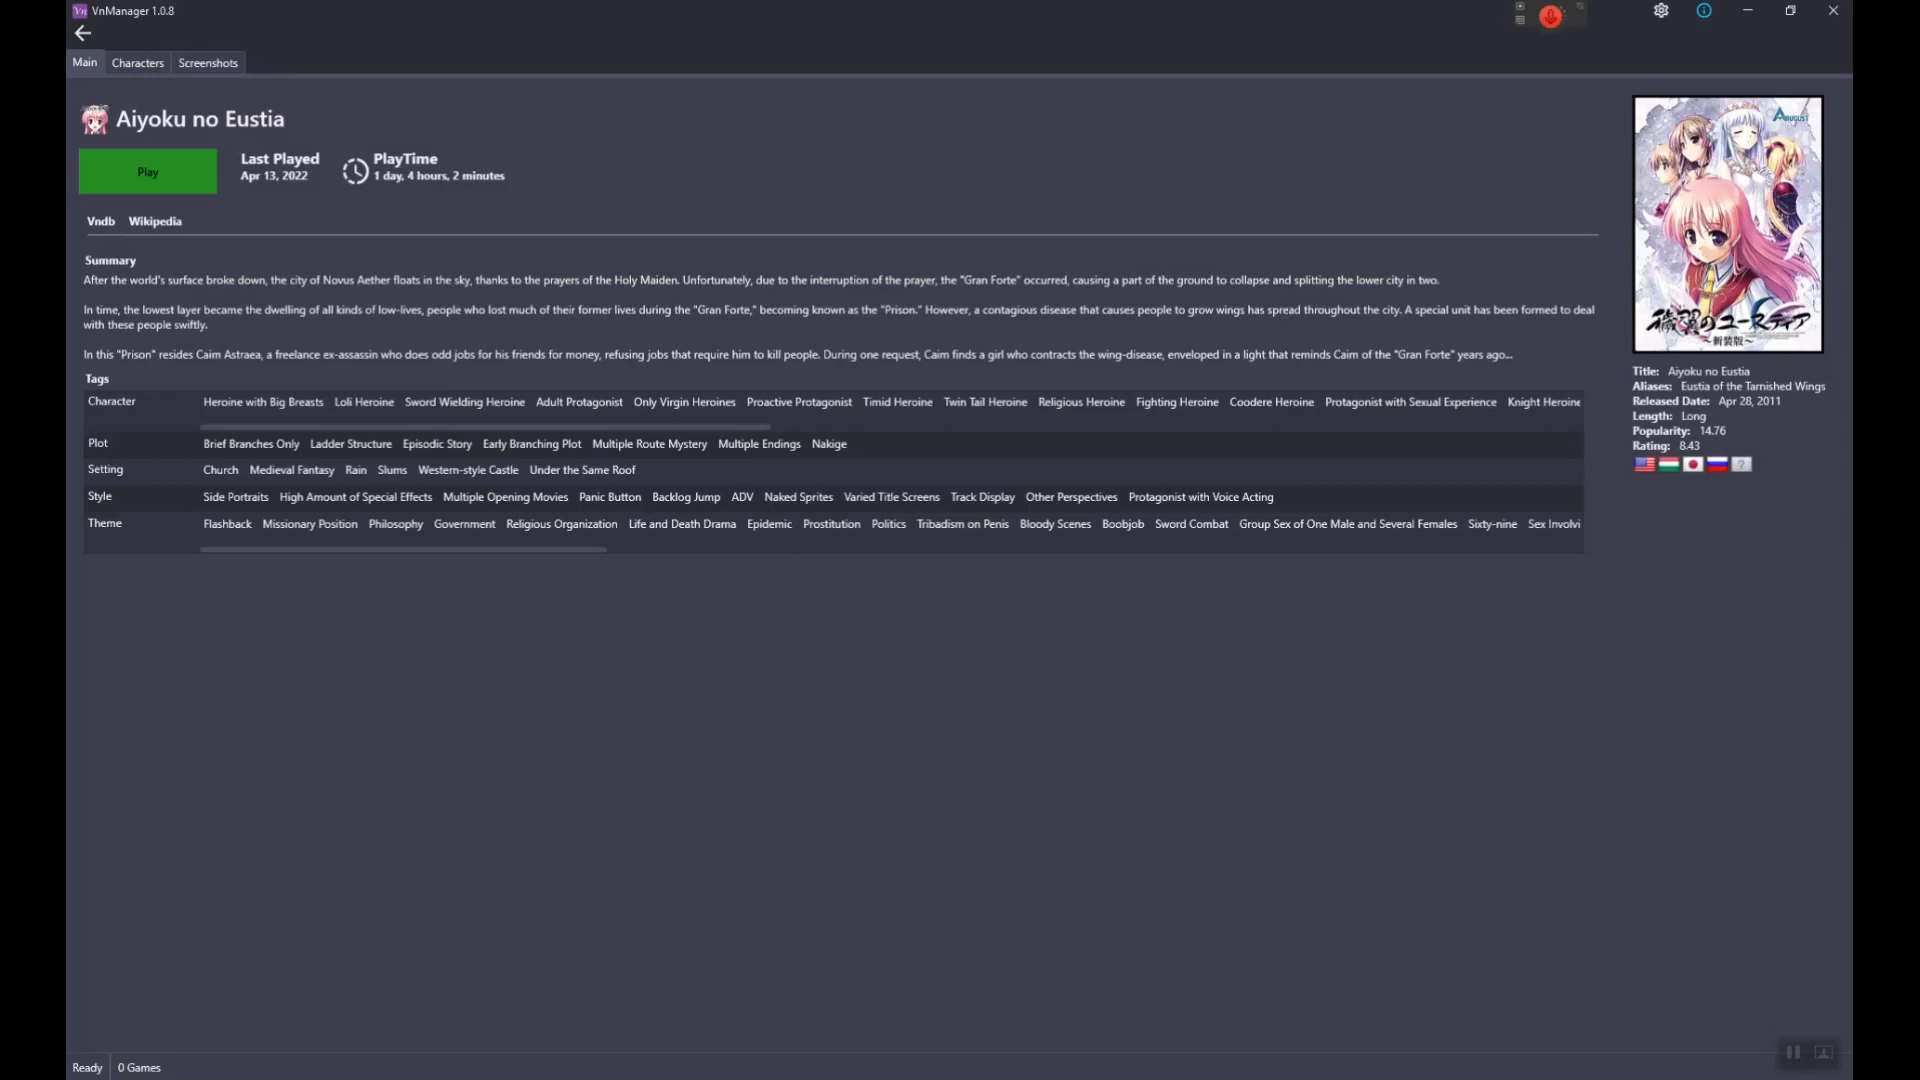 VnManager 1.0.8
Main Characters Screenshots
Aiyoku no Eustia
Play
Last Played
Apr 13, 2022
PlayTime
1 day, 4 hours, 2 minutes
Vndb Wikipedia
Summary
After the world's surface broke down, the city of Novus Aether floats in the sky, thanks to the prayers of the Holy Maiden. Unfortunately, due to the interruption of the prayer, the "Gran Forte" occurred, causing a part of the ground to collapse and splitting the lower city in two.
In time, the lowest layer became the dwelling of all kinds of low-lives, people who lost much of their former lives during the "Gran Forte," becoming known as the "Prison." However, a contagious disease that causes people to grow wings has spread throughout the city. A special unit has been formed to deal
with these people swiftly.
In this "Prison" resides Caim Astraea, a freelance ex-assassin who does odd jobs for his friends for money, refusing jobs that require him to kill people. During one request, Caim finds a girl who contracts the wing-disease, enveloped in a light that reminds Caim of the "Gran Forte" years ago...
Tags
Character Heroine with Big Breasts Loli Heroine Sword Wielding Heroine Adult Protagonist Only Virgin Heroines Proactive Protagonist Timid Heroine Twin Tail Heroine Religious Heroine Fighting Heroine Coodere Heroine Protagonist with Sexual Experience Knight Heroine
Plot Brief Branches Only Ladder Structure Episodic Story Early Branching Plot Multiple Route Mystery Multiple Endings Nakige
Setting Church Medieval Fantasy Rain Slums Western-style Castle Under the Same Roof
Style Side Portraits High Amount of Special Effects Multiple Opening Movies Panic Button Backlog Jump ADV Naked Sprites Varied Title Screens Track Display Other Perspectives Protagonist with Voice Acting
Theme Flashback Missionary Position Philosophy Government Religious Organization Life and Death Drama Epidemic Prostitution Politics Tribadism on Penis Bloody Scenes Boobjob Sword Combat Group Sex of One Male and Several Females Sixty-nine Sex Involvi
AUGUST
穢翼のユースティア
～新装版～
Title: Aiyoku no Eustia
Aliases: Eustia of the Tarnished Wings
Released Date: Apr 28, 2011
Length: Long
Popularity: 14.76
Rating: 8.43
?
Ready 0 Games